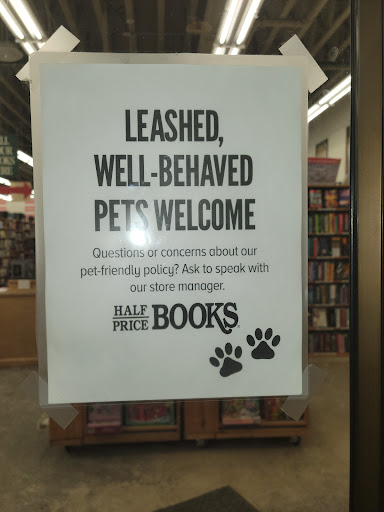 LEASHED,
WELL-BEHAVED
PETS WELCOME
Questions or concerns about our
pet-friendly policy? Ask to speak with
our store manager.
HALF PRICE BOOKS